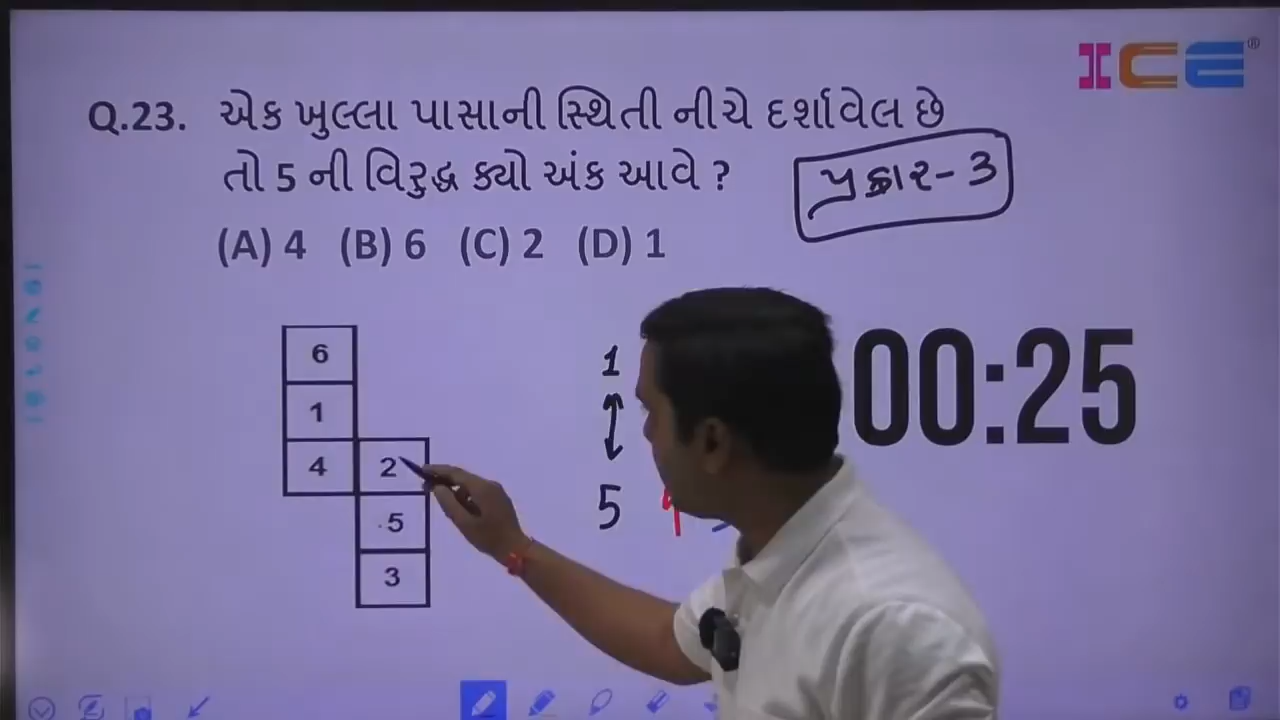 ICE®
Q.23. એક ખુલ્લા પાસાની સ્થિતી નીચે દર્શાવેલ છે
તો 5 ની વિરુદ્ધ ક્યો અંક આવે ?
પ્રકાર-3
(A) 4 (B) 6 (C) 2 (D) 1
6
1
4 2
5
3
1
5
00:25